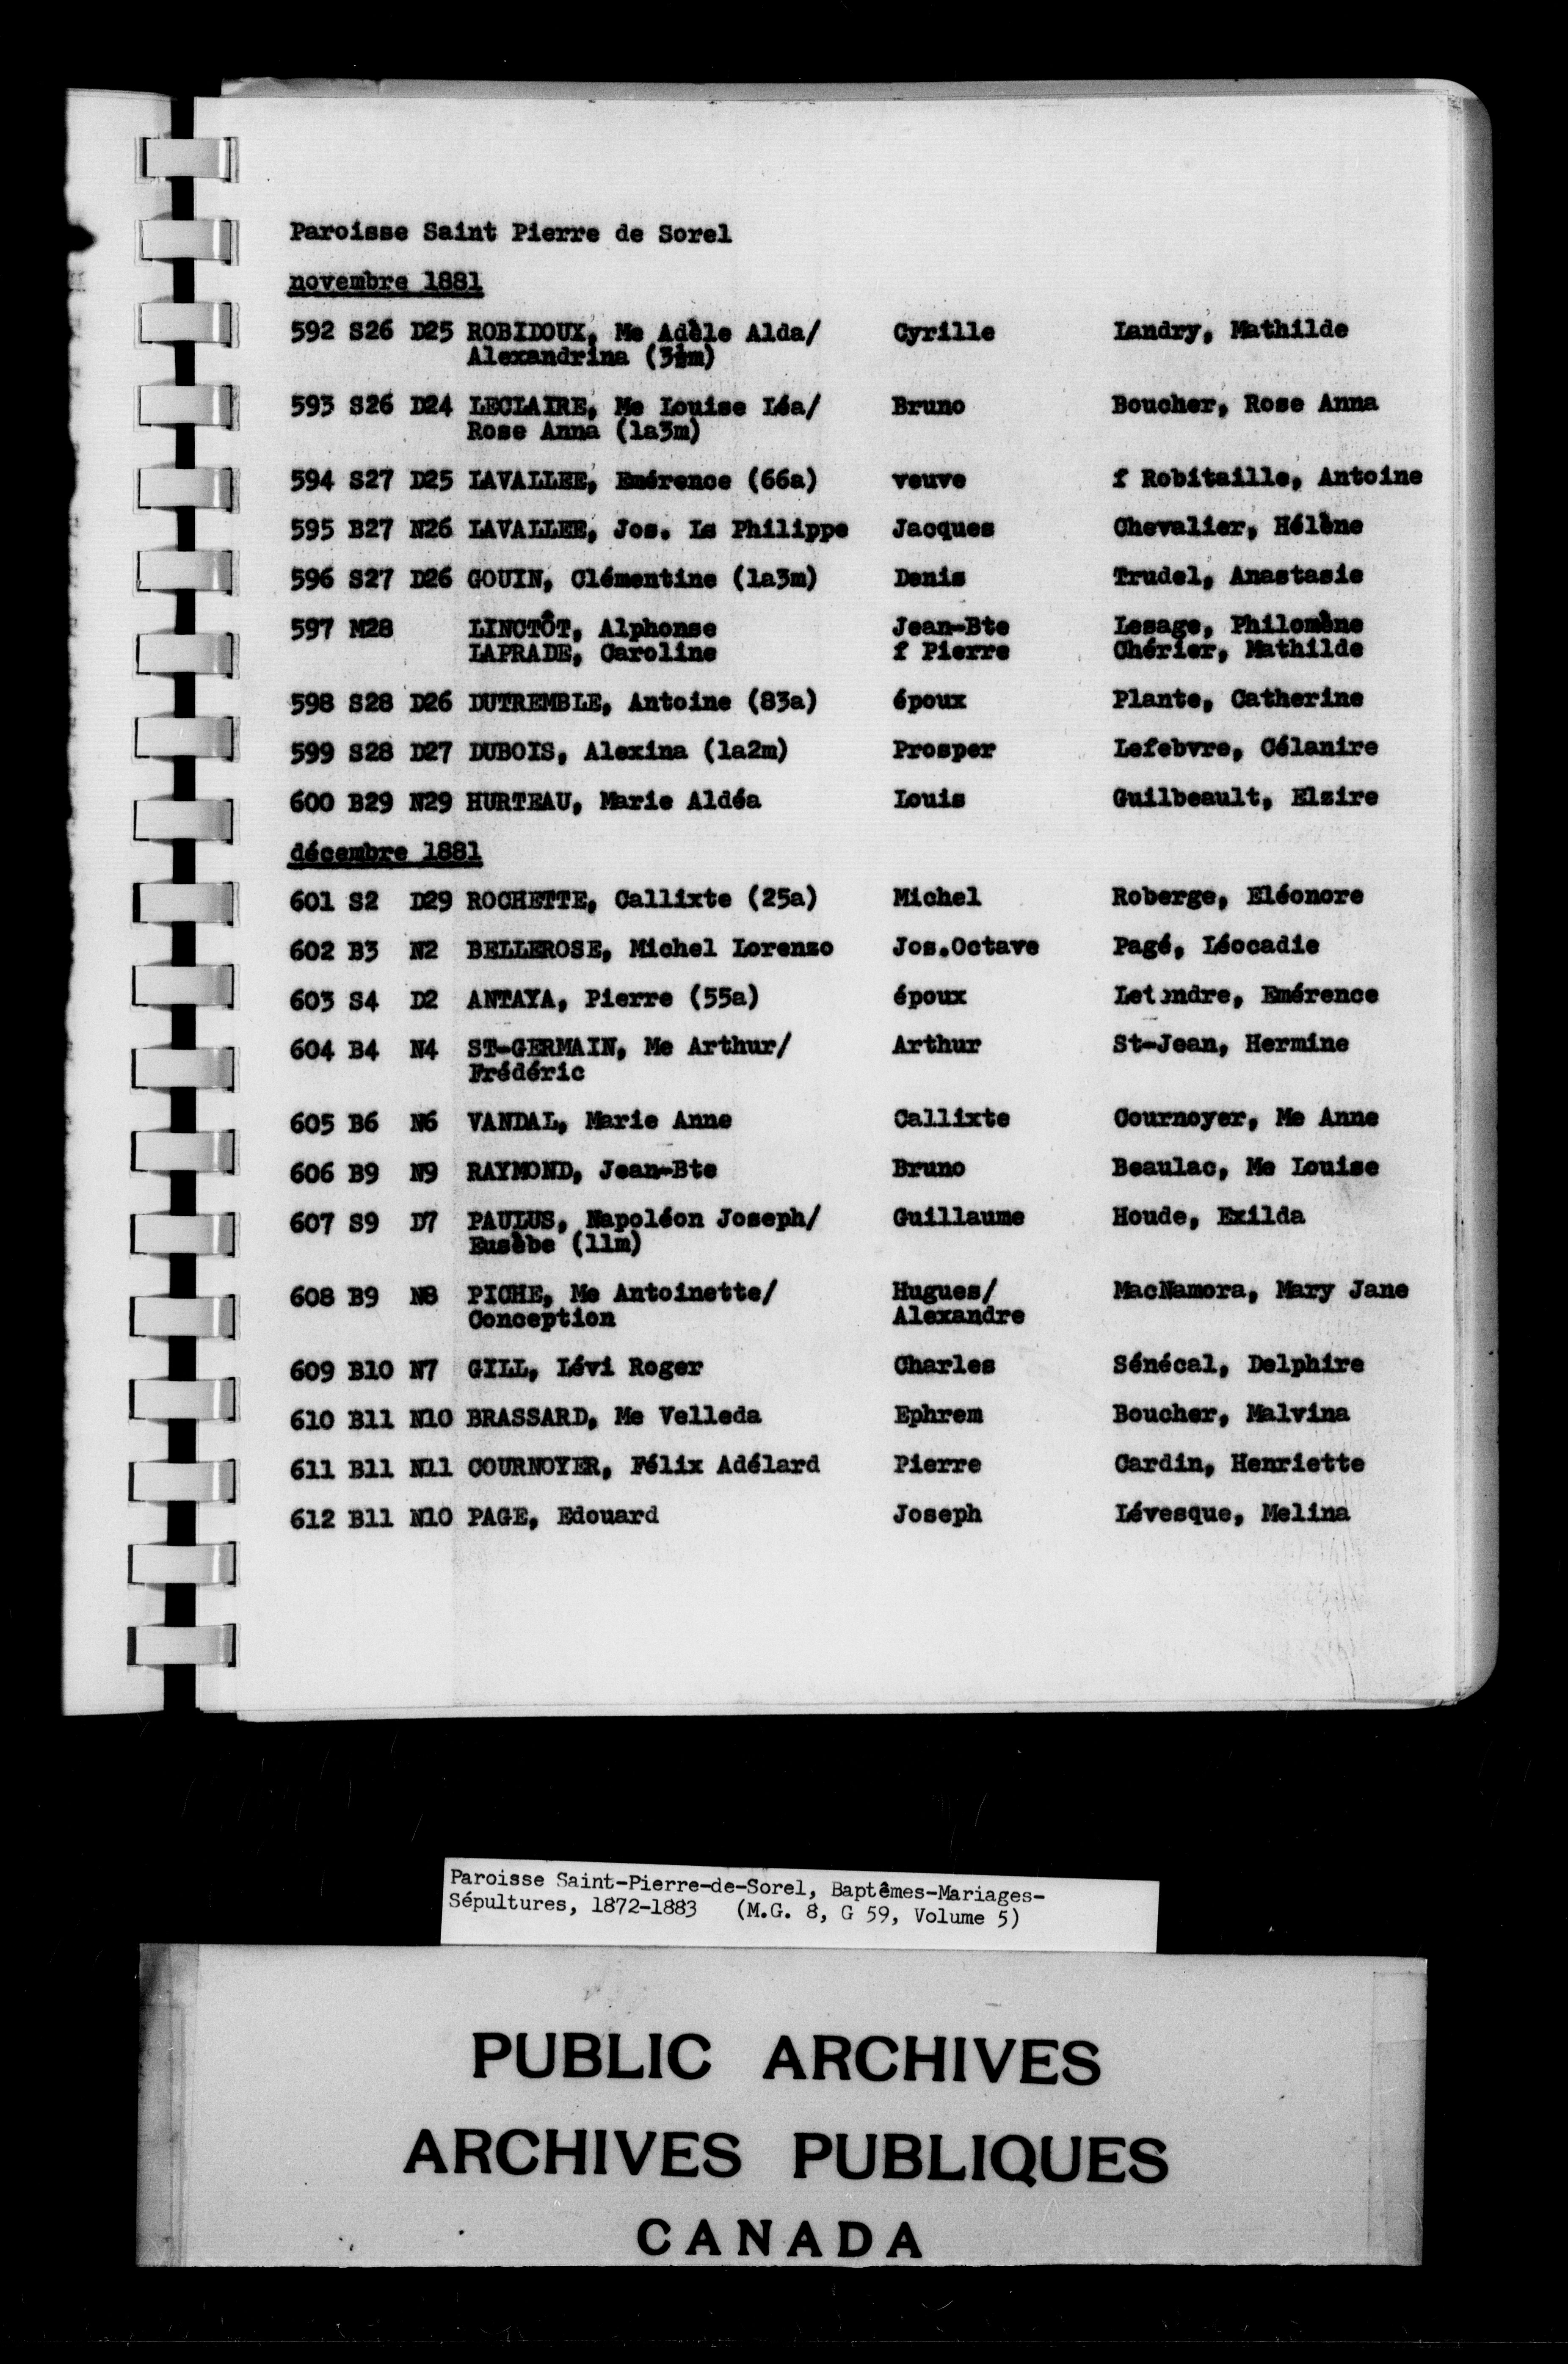 Paroisse Saint Pierre de Sorel
novembre 1881
592 S26 D25 ROBIDOUX, Me Adèle Alda/ Cyrille Landry, Mathilde
Alexandrina (3½m)
593 S26 D24 LECLAIRE, Me Louise Léa/ Bruno Boucher, Rose Anna
Rose Anna (1a3m)
594 S27 D25 LAVALLEE, Emérence (66a) veuve f Robitaille, Antoine
595 B27 N26 LAVALLEE, Jos. Ls Philippe Jacques Chevalier, Hélène
596 S27 D26 GOUIN, Clémentine (1a3m) Denis Trudel, Anastasie
597 M28 LINCTÔT, Alphonse Jean-Bte Lesage, Philomène
LAPRADE, Caroline f Pierre Chérier, Mathilde
598 S28 D26 DUTREMBLE, Antoine (83a) époux Plante, Catherine
599 S28 D27 DUBOIS, Alexina (1a2m) Prosper Lefebvre, Célanire
600 B29 N29 HURTEAU, Marie Aldéa Louis Guilbeault, Elzire
décembre 1881
601 S2 D29 ROCHETTE, Callixte (25a) Michel Roberge, Eléonore
602 B3 N2 BELLEROSE, Michel Lorenzo Jos.Octave Pagé, Léocadie
603 S4 D2 ANTAYA, Pierre (55a) époux Letendre, Emérence
604 B4 N4 ST-GERMAIN, Me Arthur/ Arthur St-Jean, Hermine
Frédéric
605 B6 N6 VANDAL, Marie Anne Callixte Cournoyer, Me Anne
606 B9 N9 RAYMOND, Jean-Bte Bruno Beaulac, Me Louise
607 S9 D7 PAULUS, Napoléon Joseph/ Guillaume Houde, Exilda
Eusèbe (11m)
608 B9 N8 PICHE, Me Antoinette/ Hugues/ MacNamora, Mary Jane
Conception Alexandre
609 B10 N7 GILL, Lévi Roger Charles Sénécal, Delphire
610 B11 N10 BRASSARD, Me Velleda Ephrem Boucher, Malvina
611 B11 N11 COURNOYER, Félix Adélard Pierre Cardin, Henriette
612 B11 N10 PAGE, Edouard Joseph Lévesque, Melina
Paroisse Saint-Pierre-de-Sorel, Baptêmes-Mariages-
Sépultures, 1872-1883 (M.G. 8, G 59, Volume 5)
PUBLIC ARCHIVES
ARCHIVES PUBLIQUES
CANADA